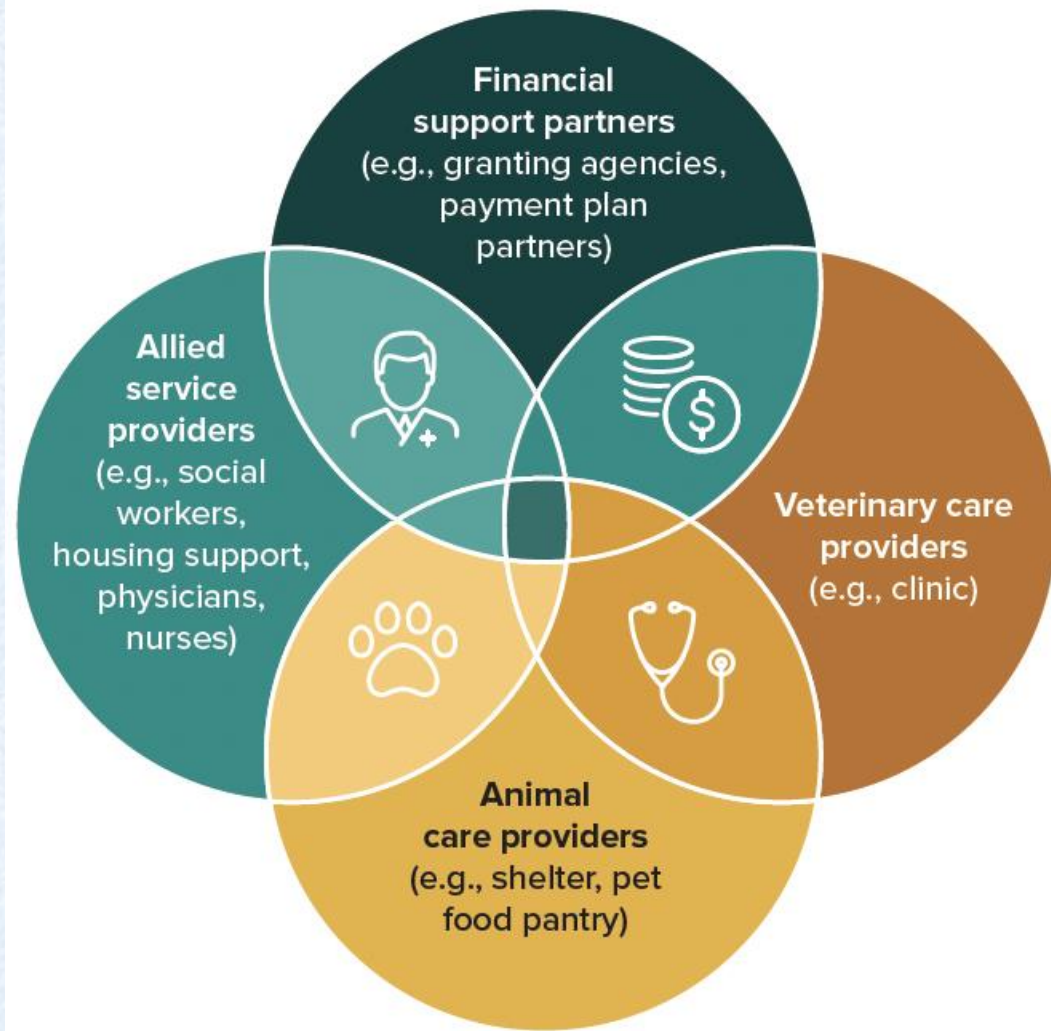 Financial
support partners
(e.g., granting agencies,
payment plan
partners)
Allied
service
providers
(e.g., social
workers,
housing support,
physicians,
nurses)
$
Veterinary care
providers
(e.g., clinic)
Animal
care providers
(e.g., shelter, pet
food pantry)